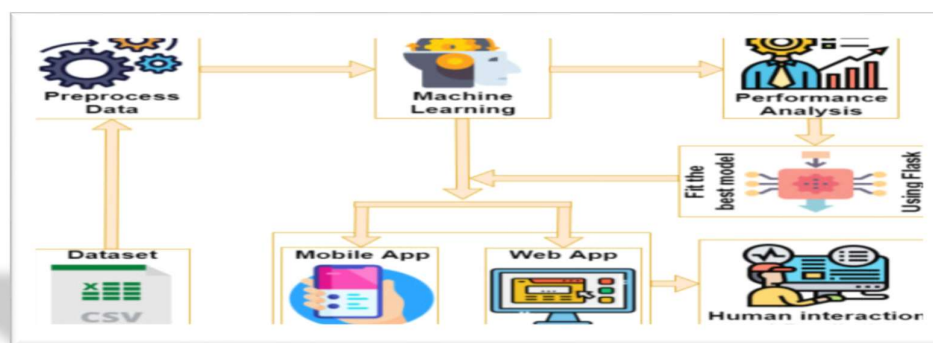 Preprocess
Data
Machine
Learning
Performance
Analysis
Fit the
best model
Using Flask
Dataset
CSV
Mobile App
Web App
Human interaction